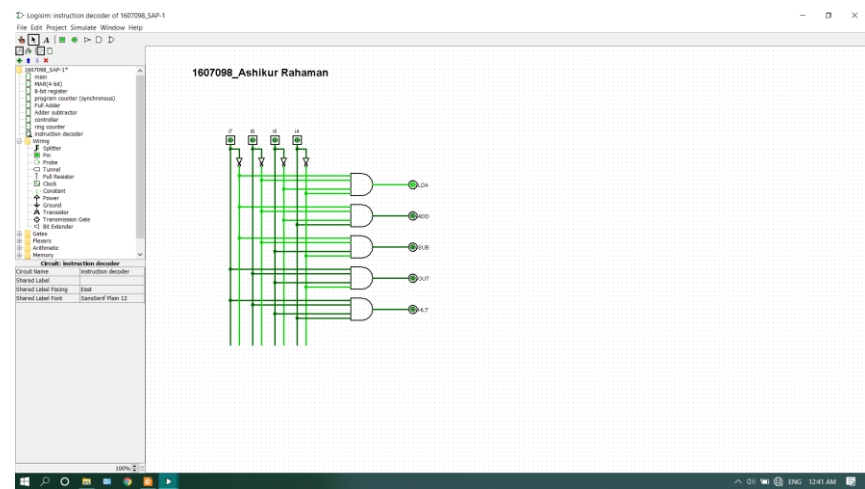 Logisim: instruction decoder of 1607098_SAP-1
File Edit Project Simulate Window Help
1607098_SAP-1*
main
MAR(4-bit)
8-bit register
program counter (synchronous)
Full Adder
Adder subtractor
controller
ring counter
instruction decoder
Wiring
Splitter
Pin
Probe
Tunnel
Pull Resistor
Clock
Constant
Power
Ground
Transistor
Transmission Gate
Bit Extender
Gates
Plexers
Arithmetic
Memory
Circuit: instruction decoder
Circuit Name instruction decoder
Shared Label
Shared Label Facing East
Shared Label Font SansSerif Plain 12
100%
1607098_Ashikur Rahaman
i7 i6 i5 i4
LDA
ADD
SUB
OUT
HLT
ENG 12:41 AM